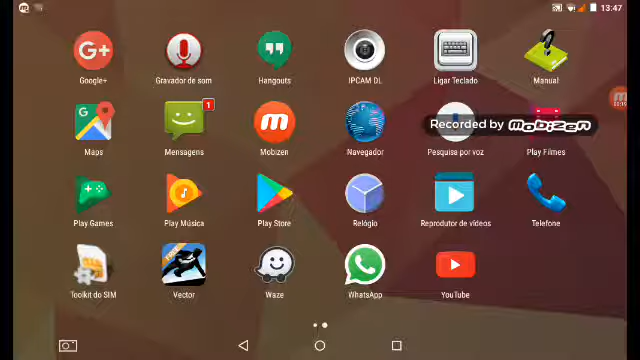 13:47
Google+
Gravador de som
Hangouts
IPCAM DL
Ligar Teclado
Manual
Recorded by mobizen
Maps
Mensagens
1
Mobizen
Navegador
Pesquisa por voz
Play Filmes
Play Games
Play Música
Play Store
Relógio
Reprodutor de vídeos
Telefone
Toolkit do SIM
Vector
Waze
WhatsApp
YouTube